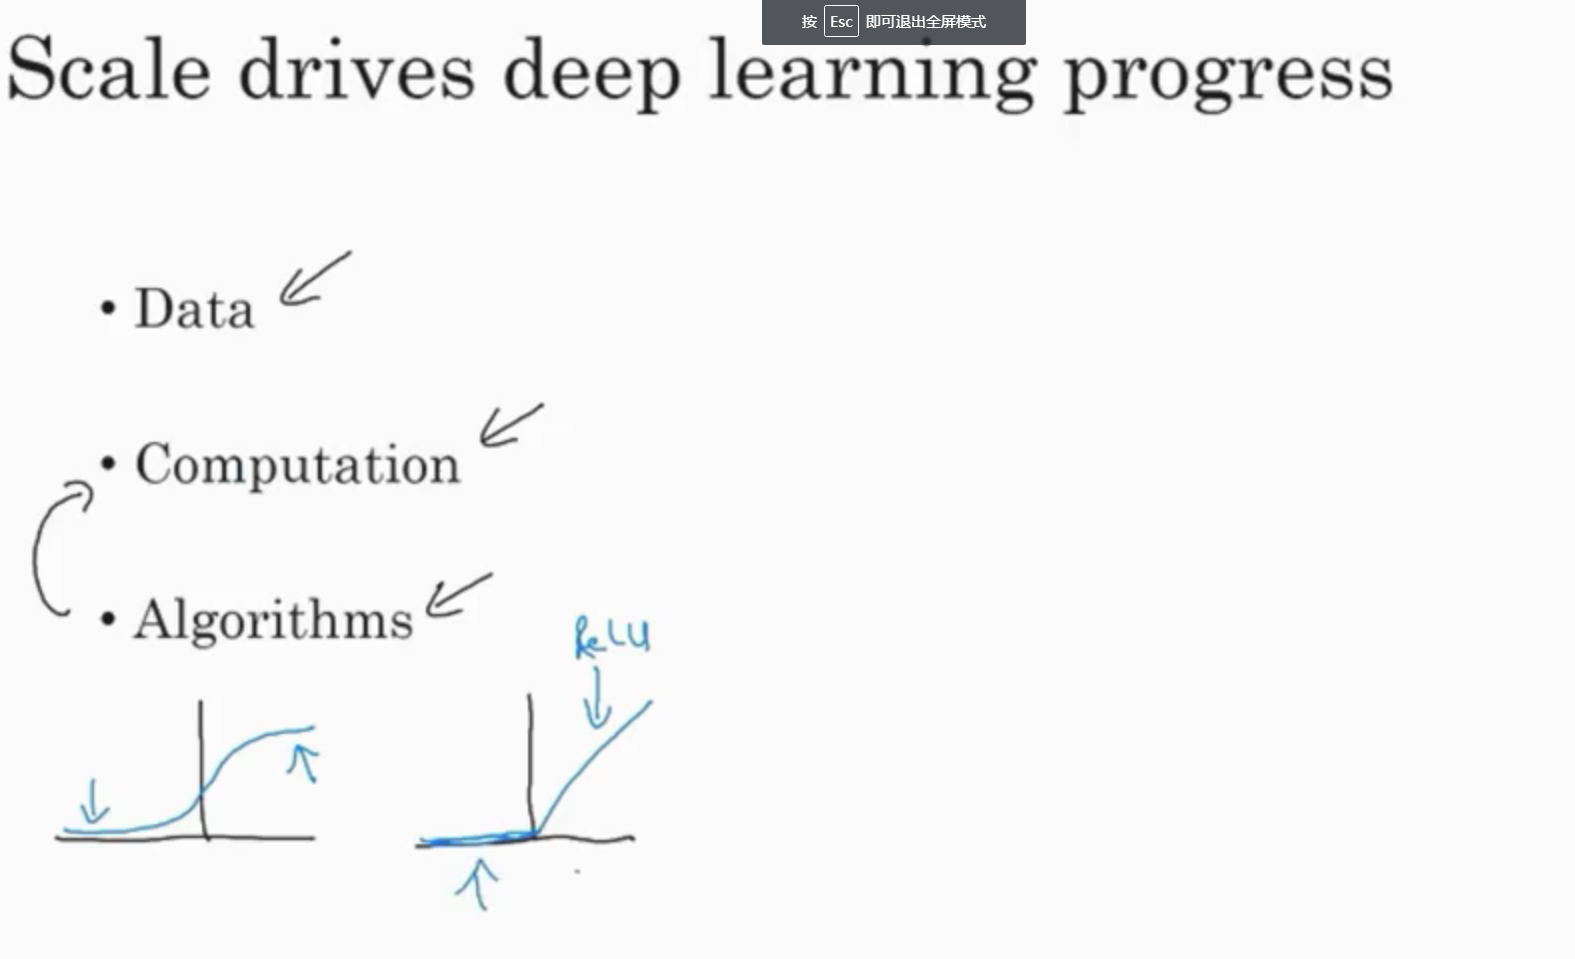 按 Esc 即可退出全屏模式
Scale drives deep learning progress
• Data
• Computation
• Algorithms
ReLU